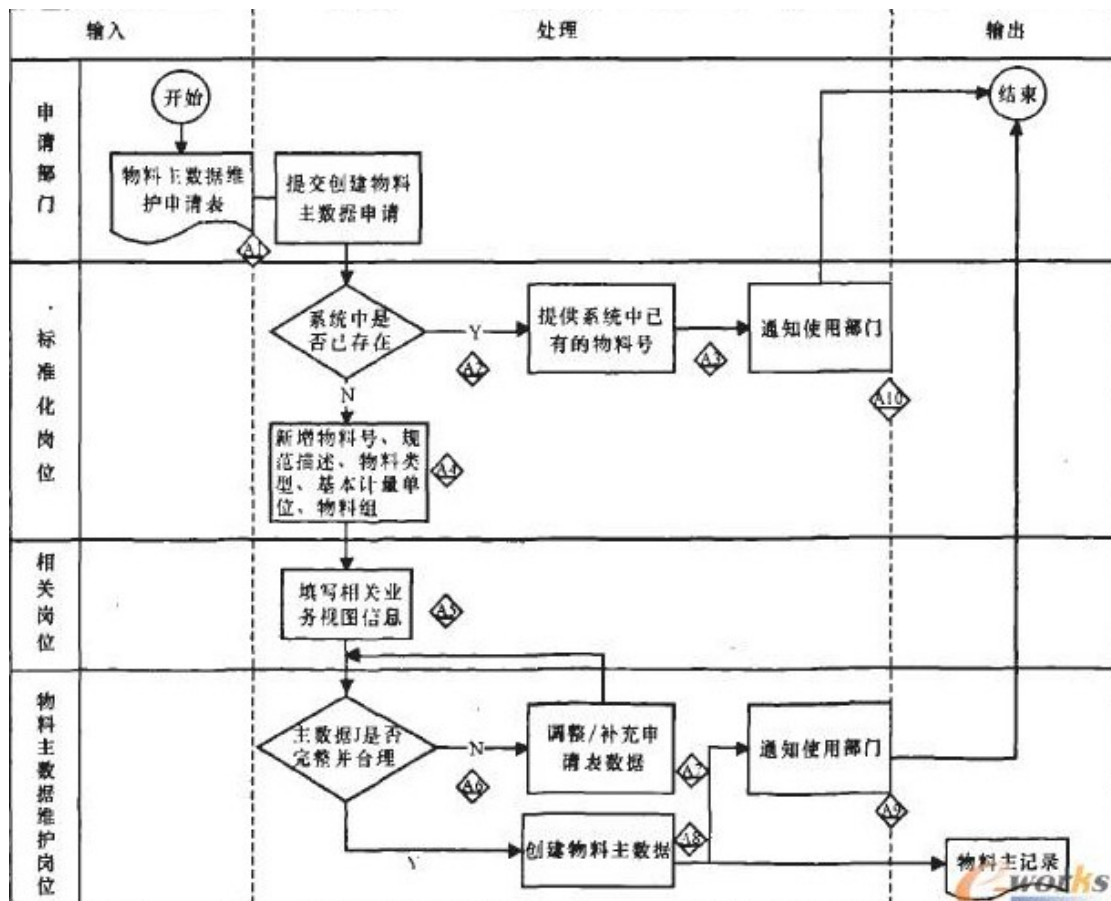 输入
处理
输出
申请部门
开始
结束
物料主数据维
护申请表
提交创建物料
主数据申请
A1
标准化岗位
系统中是
否已存在
Y
A2
提供系统中已
有的物料号
A3
通知使用部门
A10
N
新增物料号、规
范描述、物料类
型、基本计量单
位、物料组
A4
相关岗位
填写相关业
务视图信息
A5
物料主数据维护岗位
主数据J是否
完整并合理
N
A6
调整/补充申
请表数据
A7
通知使用部门
A9
创建物料主数据
A8
物料主记录
e-works